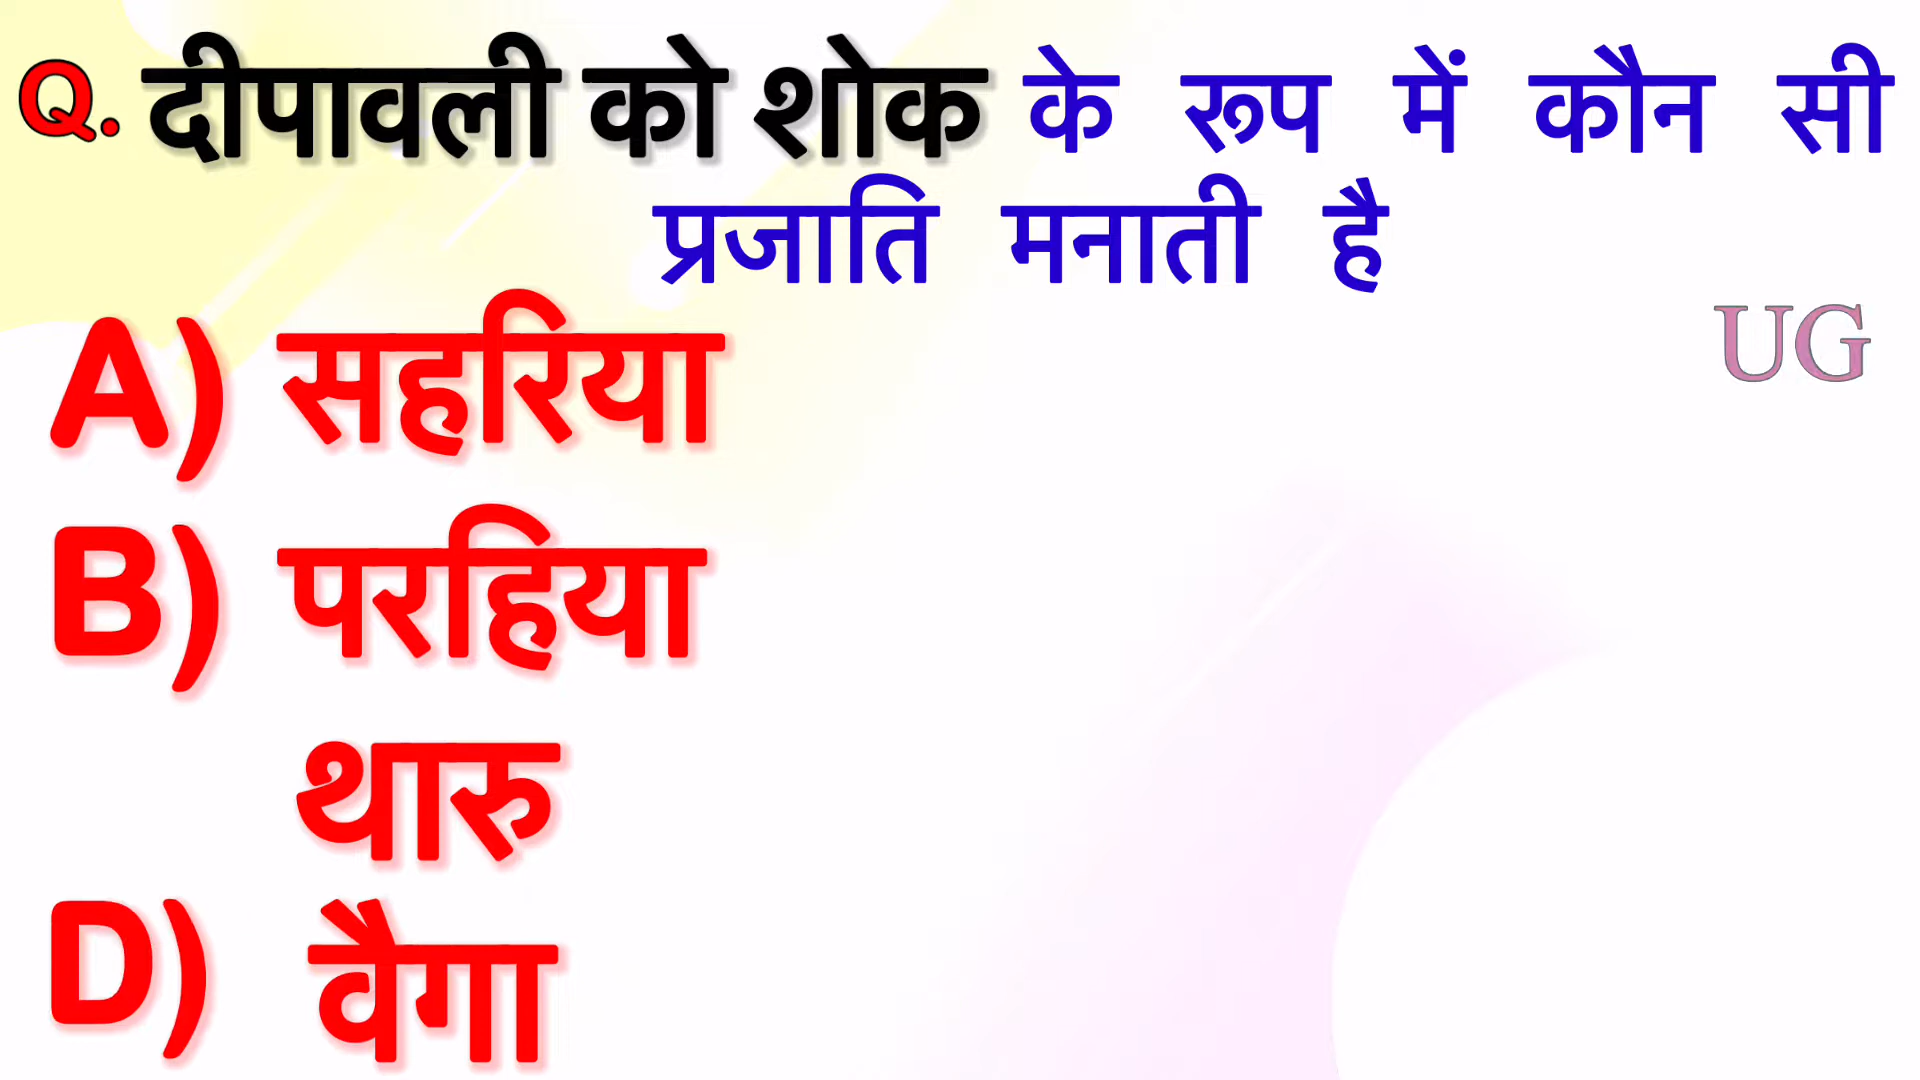 Q. दीपावली को शोक के रूप में कौन सी
प्रजाति मनाती है
UG
A) सहरिया
B) परहिया
थारु
D) वैगा